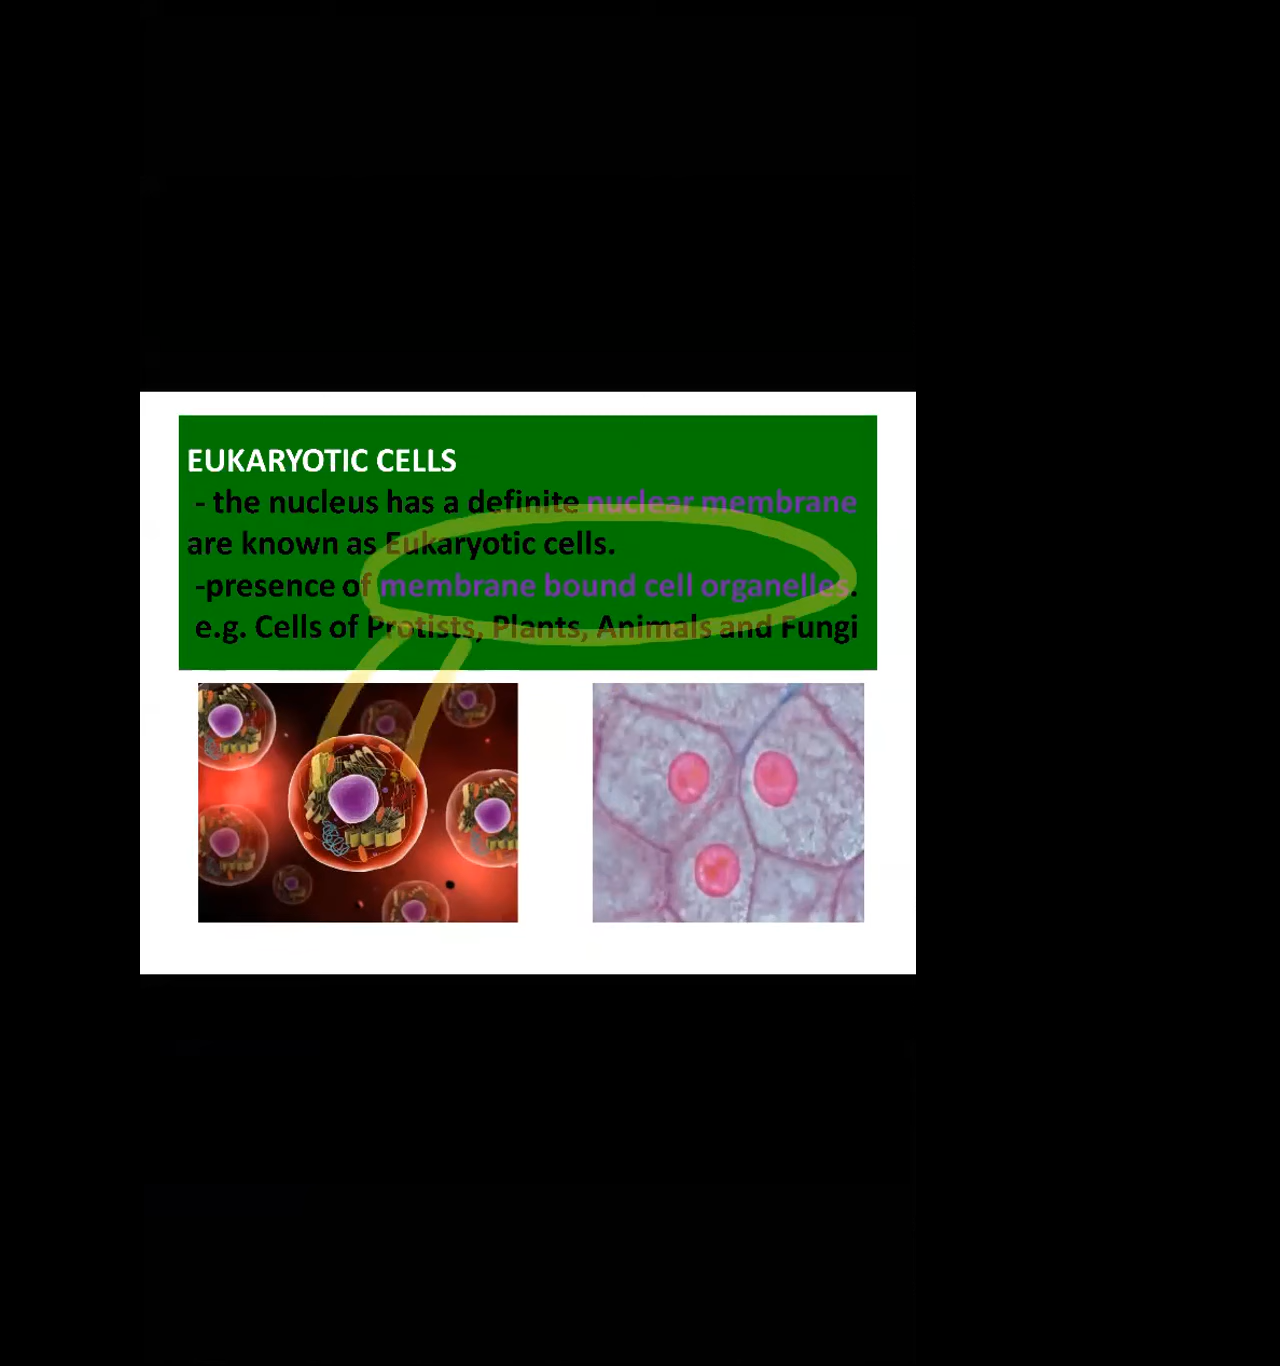 EUKARYOTIC CELLS
- the nucleus has a definite nuclear membrane
are known as Eukaryotic cells.
-presence of membrane bound cell organelles.
e.g. Cells of Protists, Plants, Animals and Fungi